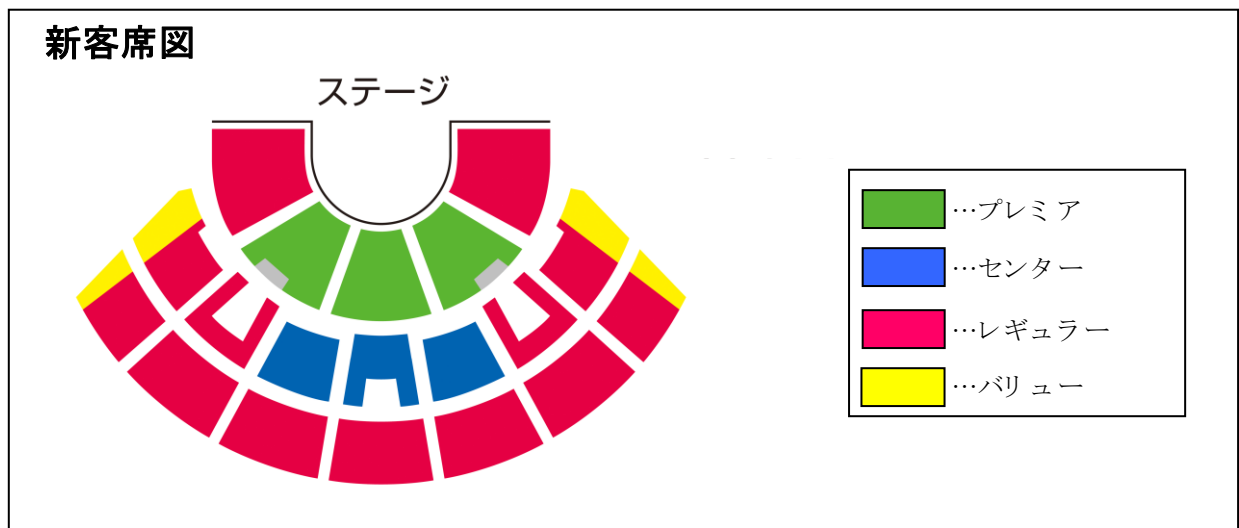 新客席図
ステージ
…プレミア
…センター
…レギュラー
…バリュー